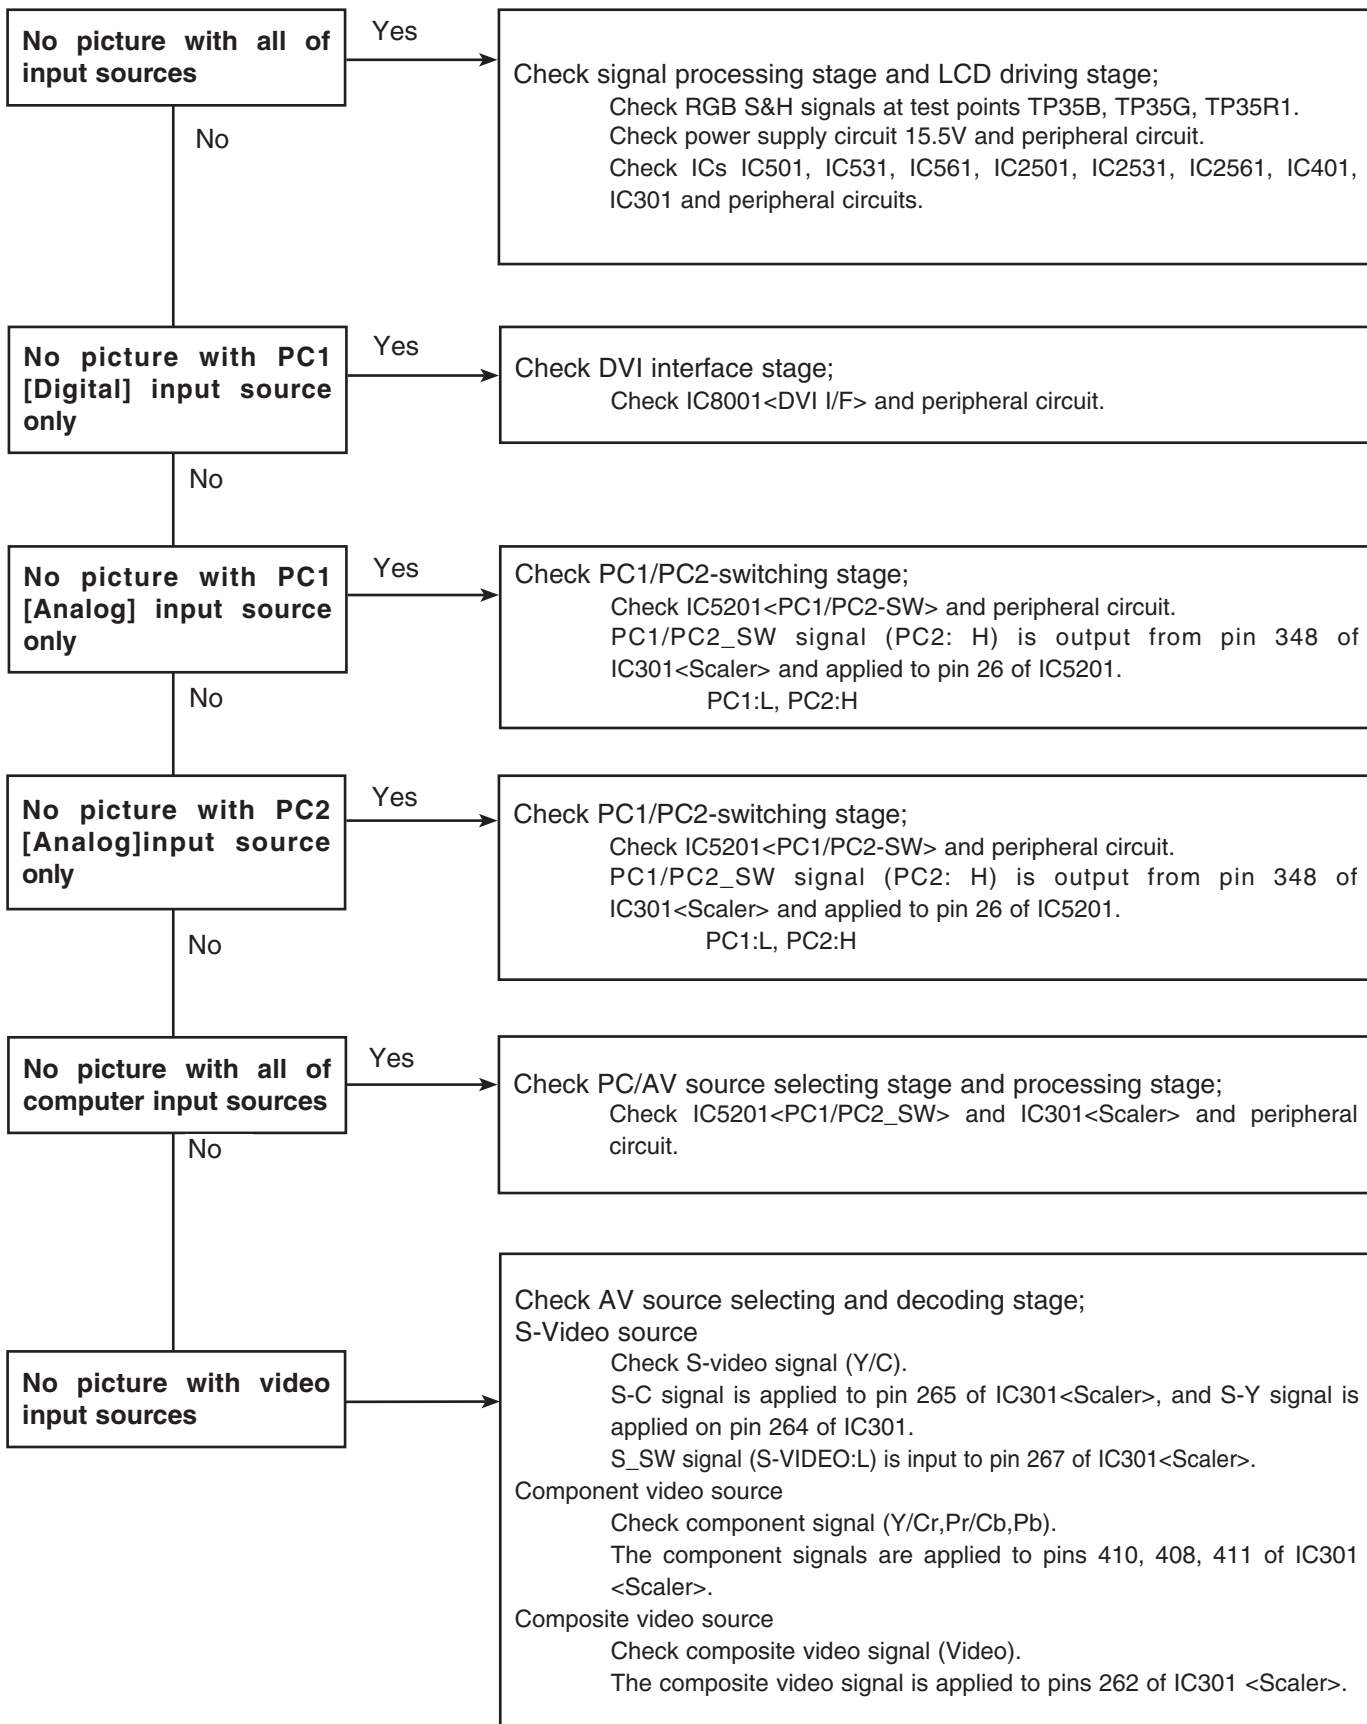 No picture with all of
input sources
Yes
Check signal processing stage and LCD driving stage;
Check RGB S&H signals at test points TP35B, TP35G, TP35R1.
Check power supply circuit 15.5V and peripheral circuit.
Check ICs IC501, IC531, IC561, IC2501, IC2531, IC2561, IC401,
IC301 and peripheral circuits.
No
No picture with PC1
[Digital] input source
only
Yes
Check DVI interface stage;
Check IC8001<DVI I/F> and peripheral circuit.
No
No picture with PC1
[Analog] input source
only
Yes
Check PC1/PC2-switching stage;
Check IC5201<PC1/PC2-SW> and peripheral circuit.
PC1/PC2_SW signal (PC2: H) is output from pin 348 of
IC301<Scaler> and applied to pin 26 of IC5201.
PC1:L, PC2:H
No
No picture with PC2
[Analog]input source
only
Yes
Check PC1/PC2-switching stage;
Check IC5201<PC1/PC2-SW> and peripheral circuit.
PC1/PC2_SW signal (PC2: H) is output from pin 348 of
IC301<Scaler> and applied to pin 26 of IC5201.
PC1:L, PC2:H
No
No picture with all of
computer input sources
Yes
Check PC/AV source selecting stage and processing stage;
Check IC5201<PC1/PC2_SW> and IC301<Scaler> and peripheral
circuit.
No
No picture with video
input sources
Check AV source selecting and decoding stage;
S-Video source
Check S-video signal (Y/C).
S-C signal is applied to pin 265 of IC301<Scaler>, and S-Y signal is
applied on pin 264 of IC301.
S_SW signal (S-VIDEO:L) is input to pin 267 of IC301<Scaler>.
Component video source
Check component signal (Y/Cr,Pr/Cb,Pb).
The component signals are applied to pins 410, 408, 411 of IC301
<Scaler>.
Composite video source
Check composite video signal (Video).
The composite video signal is applied to pins 262 of IC301 <Scaler>.